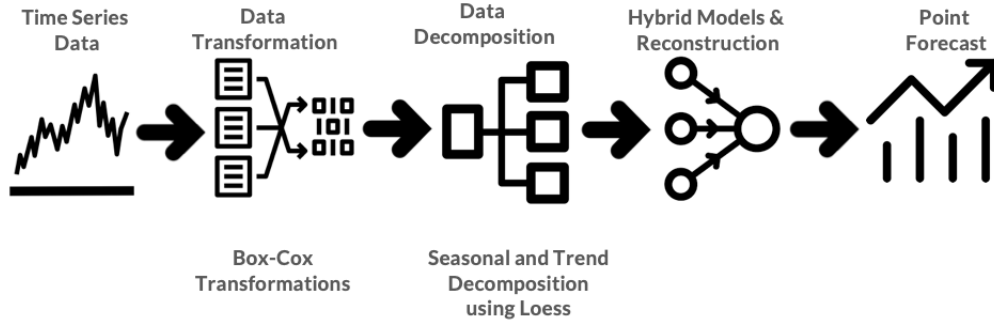 Time Series
Data
Data
Transformation
Data
Decomposition
Hybrid Models &
Reconstruction
Point
Forecast
Box-Cox
Transformations
Seasonal and Trend
Decomposition
using Loess